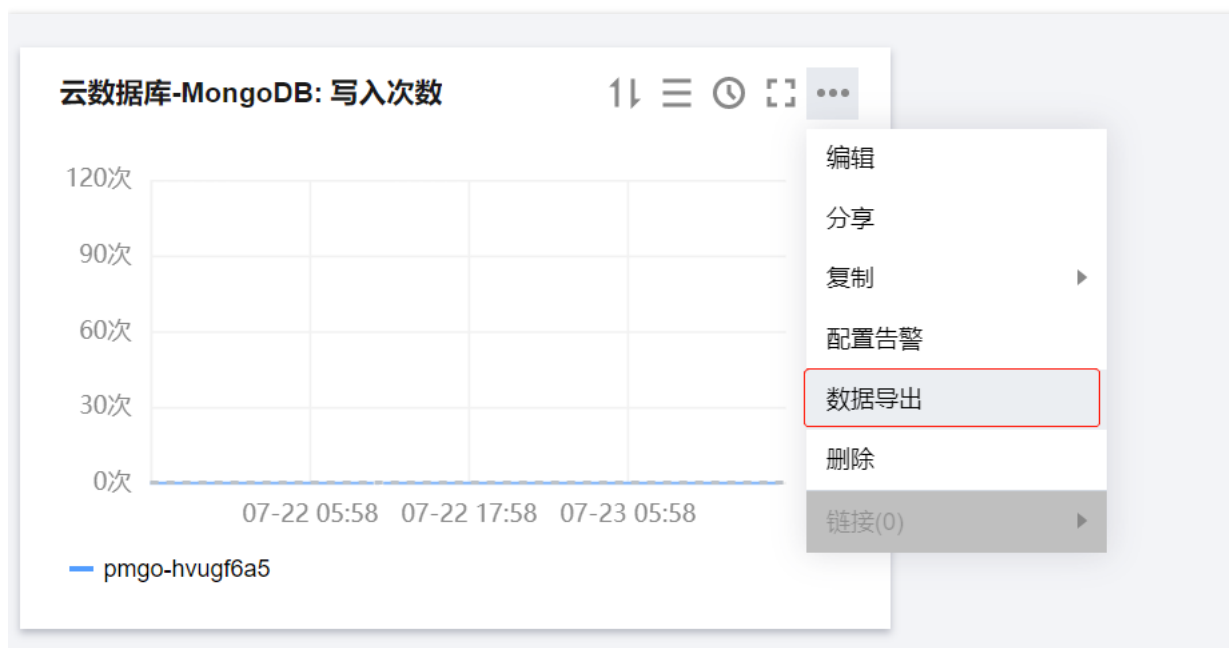 云数据库-MongoDB: 写入次数
编辑
分享
复制
配置告警
数据导出
删除
链接(0)
120次
90次
60次
30次
0次
07-22 05:58 07-22 17:58 07-23 05:58
pmgo-hvugf6a5